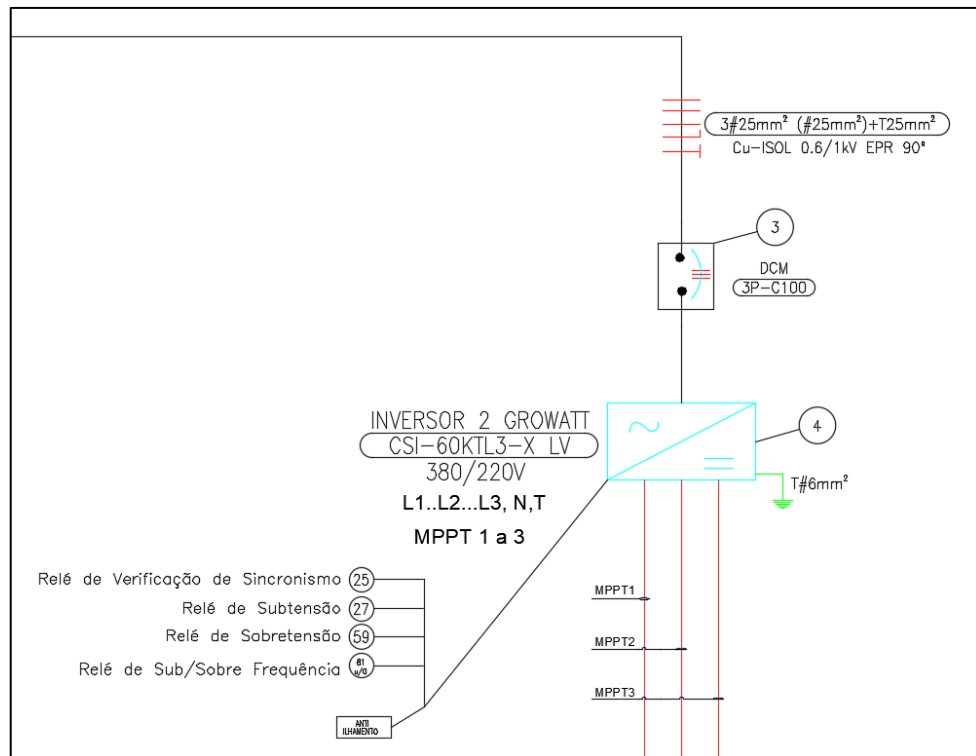 3#25mm² (#25mm²)+T25mm²
Cu-ISOL 0.6/1kV EPR 90°
3
DCM
3P-C100
INVERSOR 2 GROWATT
CSI-60KTL3-X LV
380/220V
L1..L2...L3, N,T
MPPT 1 a 3
4
T#6mm²
Relé de Verificação de Sincronismo 25
Relé de Subtensão 27
Relé de Sobretensão 59
Relé de Sub/Sobre Frequência 81 u/O
ANTI
ILHAMENTO
MPPT1
MPPT2
MPPT3